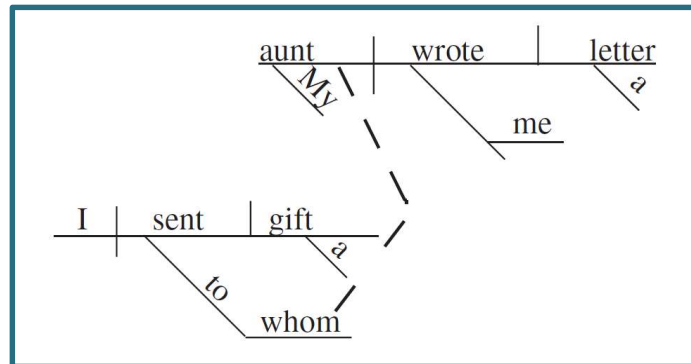 aunt wrote letter
My a
me
I sent gift
a
to
whom